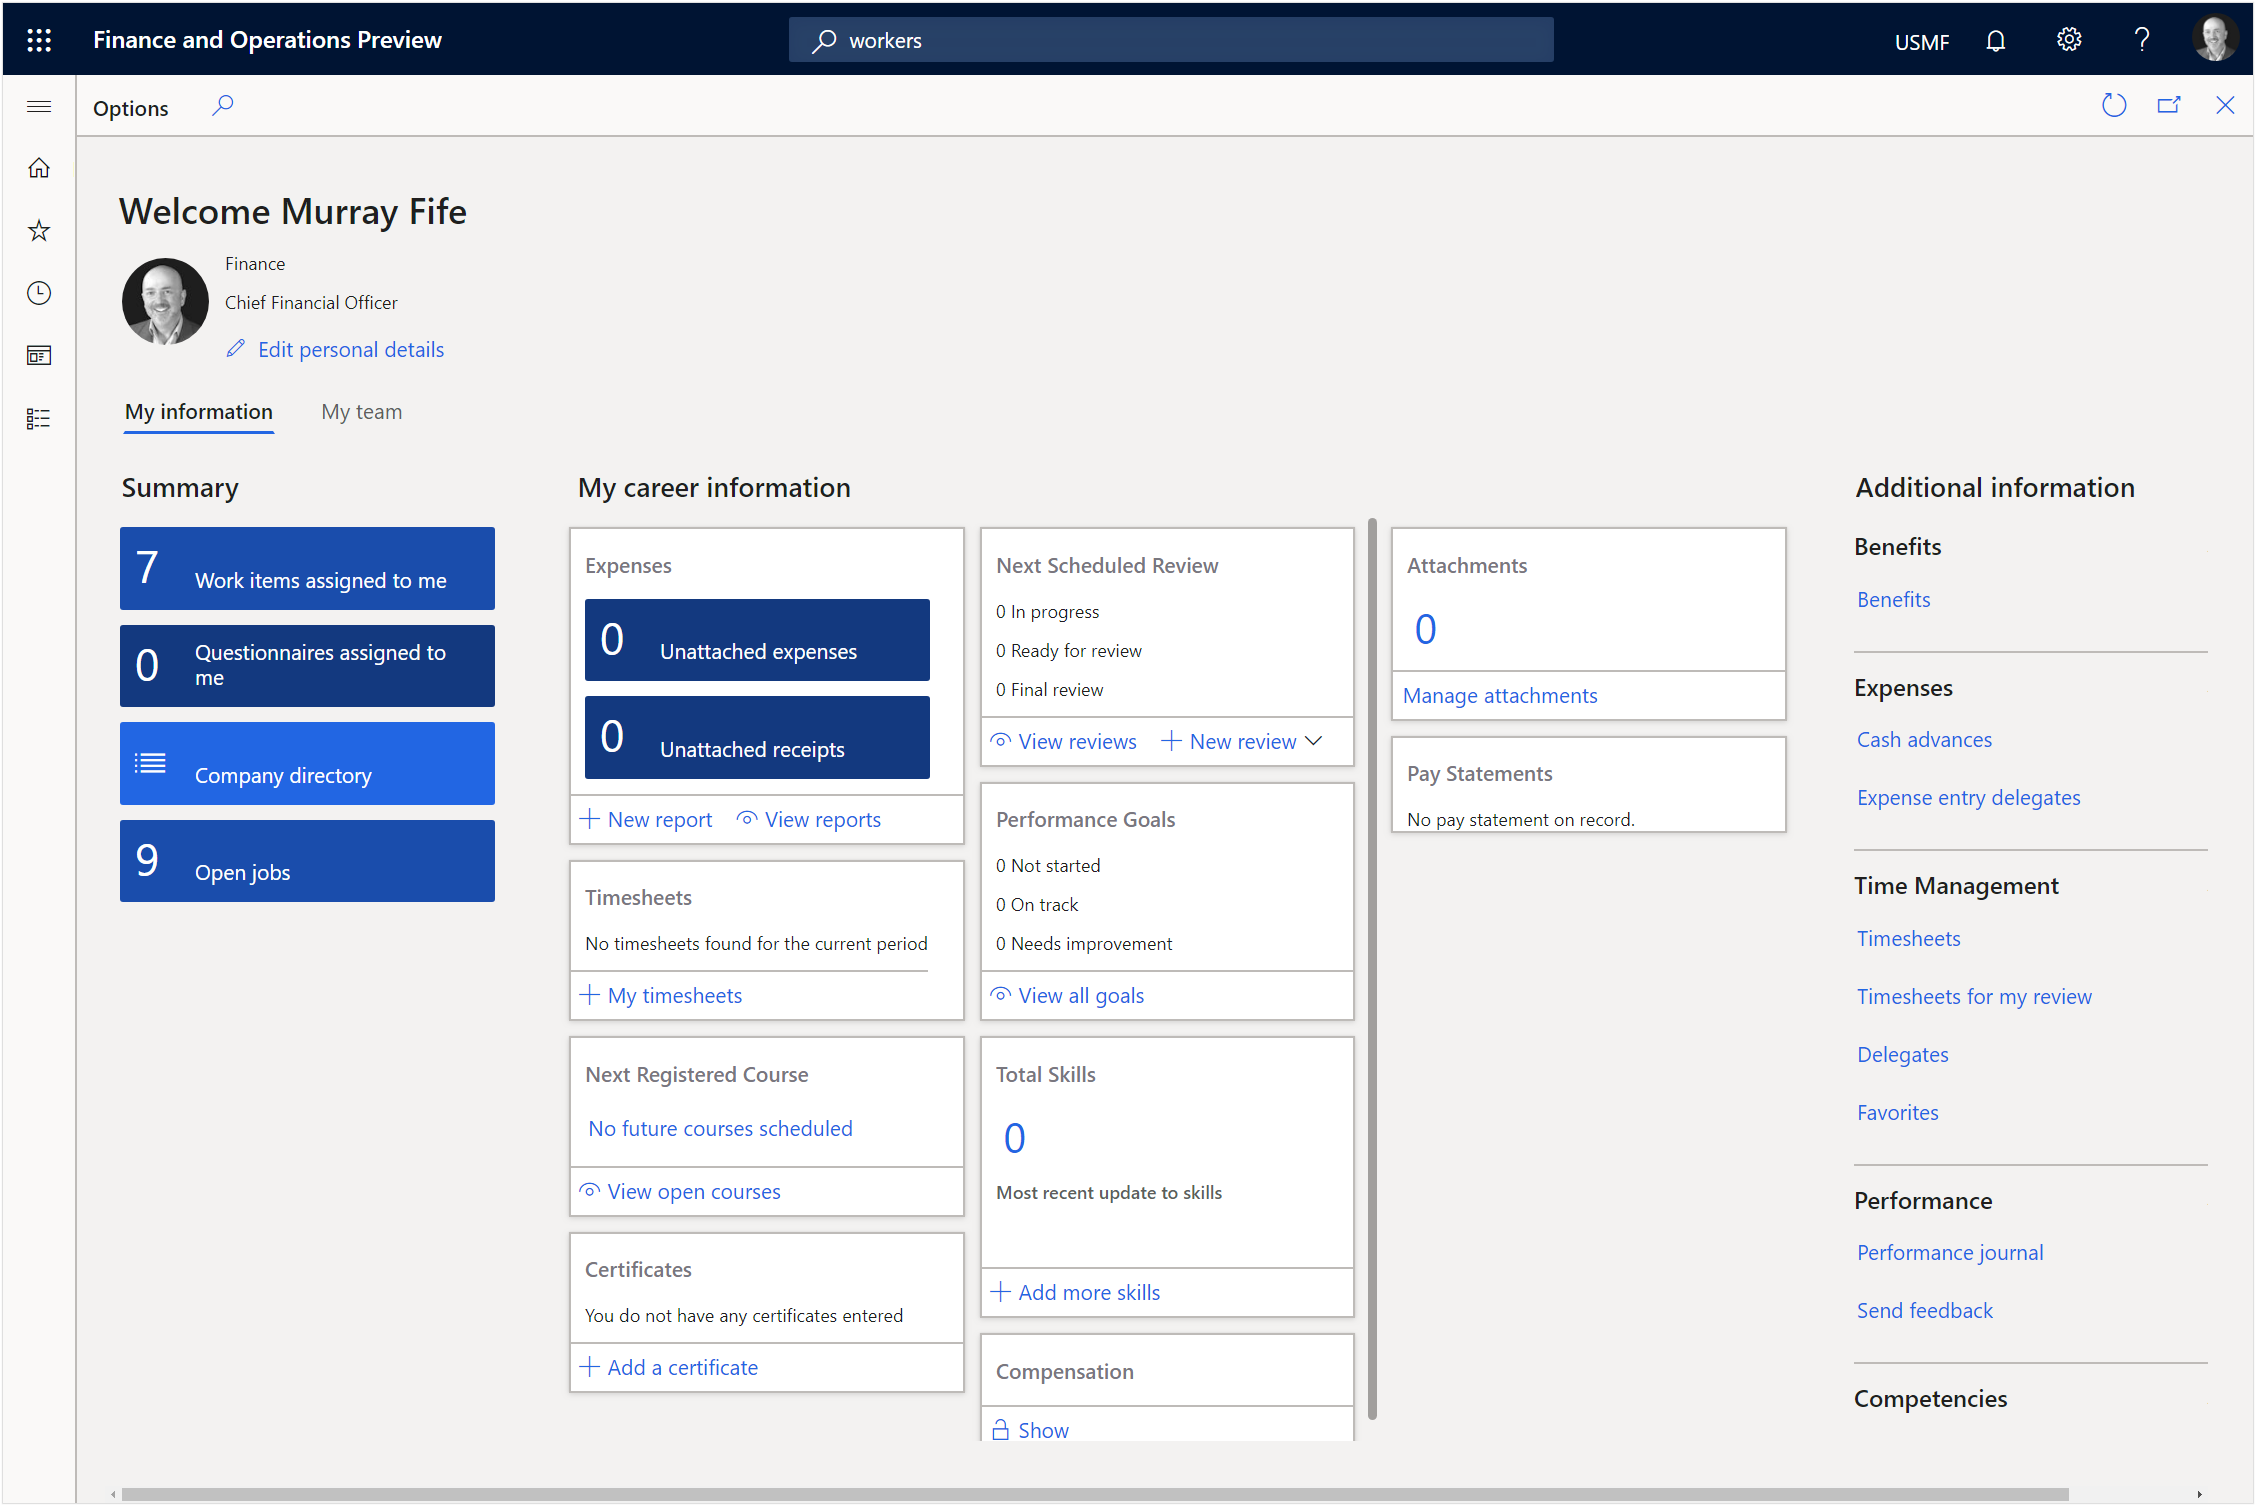 Finance and Operations Preview
workers
USMF
Options
Welcome Murray Fife
Finance
Chief Financial Officer
Edit personal details
My information
My team
Summary
7
Work items assigned to me
0
Questionnaires assigned to
me
Company directory
9
Open jobs
My career information
Expenses
0
Unattached expenses
0
Unattached receipts
New report
View reports
Timesheets
No timesheets found for the current period
My timesheets
Next Registered Course
No future courses scheduled
View open courses
Certificates
You do not have any certificates entered
Add a certificate
Next Scheduled Review
0 In progress
0 Ready for review
0 Final review
View reviews
New review
Performance Goals
0 Not started
0 On track
0 Needs improvement
View all goals
Total Skills
0
Most recent update to skills
Add more skills
Compensation
Show
Attachments
0
Manage attachments
Pay Statements
No pay statement on record.
Additional information
Benefits
Benefits
Expenses
Cash advances
Expense entry delegates
Time Management
Timesheets
Timesheets for my review
Delegates
Favorites
Performance
Performance journal
Send feedback
Competencies